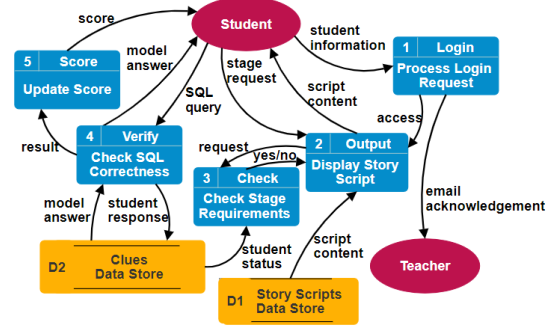 score
Student
student
information
5 Score
Update Score
model
answer
stage
request
script
content
1 Login
Process Login
Request
SQL
query
access
4 Verify
Check SQL
Correctness
result
request
yes/no
2 Output
Display Story
Script
3 Check
Check Stage
Requirements
model
answer
student
response
email
acknowledgement
student
status
script
content
D2 Clues
Data Store
Teacher
D1 Story Scripts
Data Store